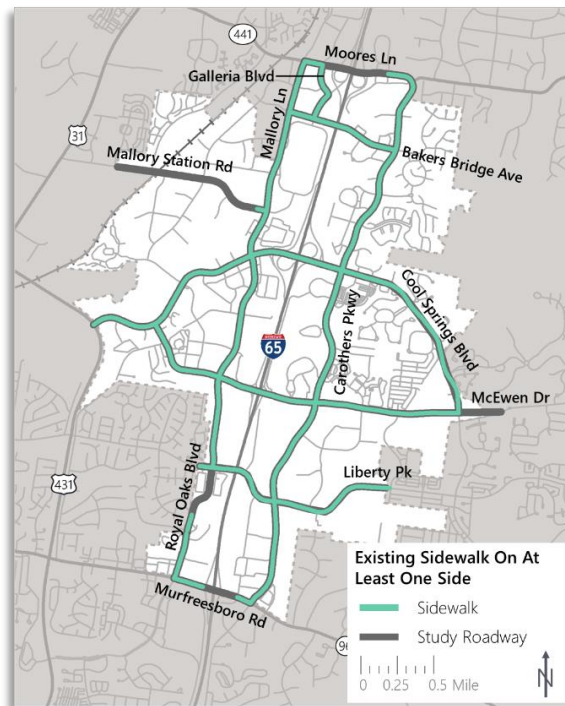 441
Moores Ln
Galleria Blvd
31
Mallory Ln
Mallory Station Rd
Bakers Bridge Ave
Cool Springs Blvd
INTERSTATE
65
Carothers Pkwy
McEwen Dr
431
Royal Oaks Blvd
Liberty Pk
Murfreesboro Rd
96
Existing Sidewalk On At
Least One Side
Sidewalk
Study Roadway
0 0.25 0.5 Mile
N